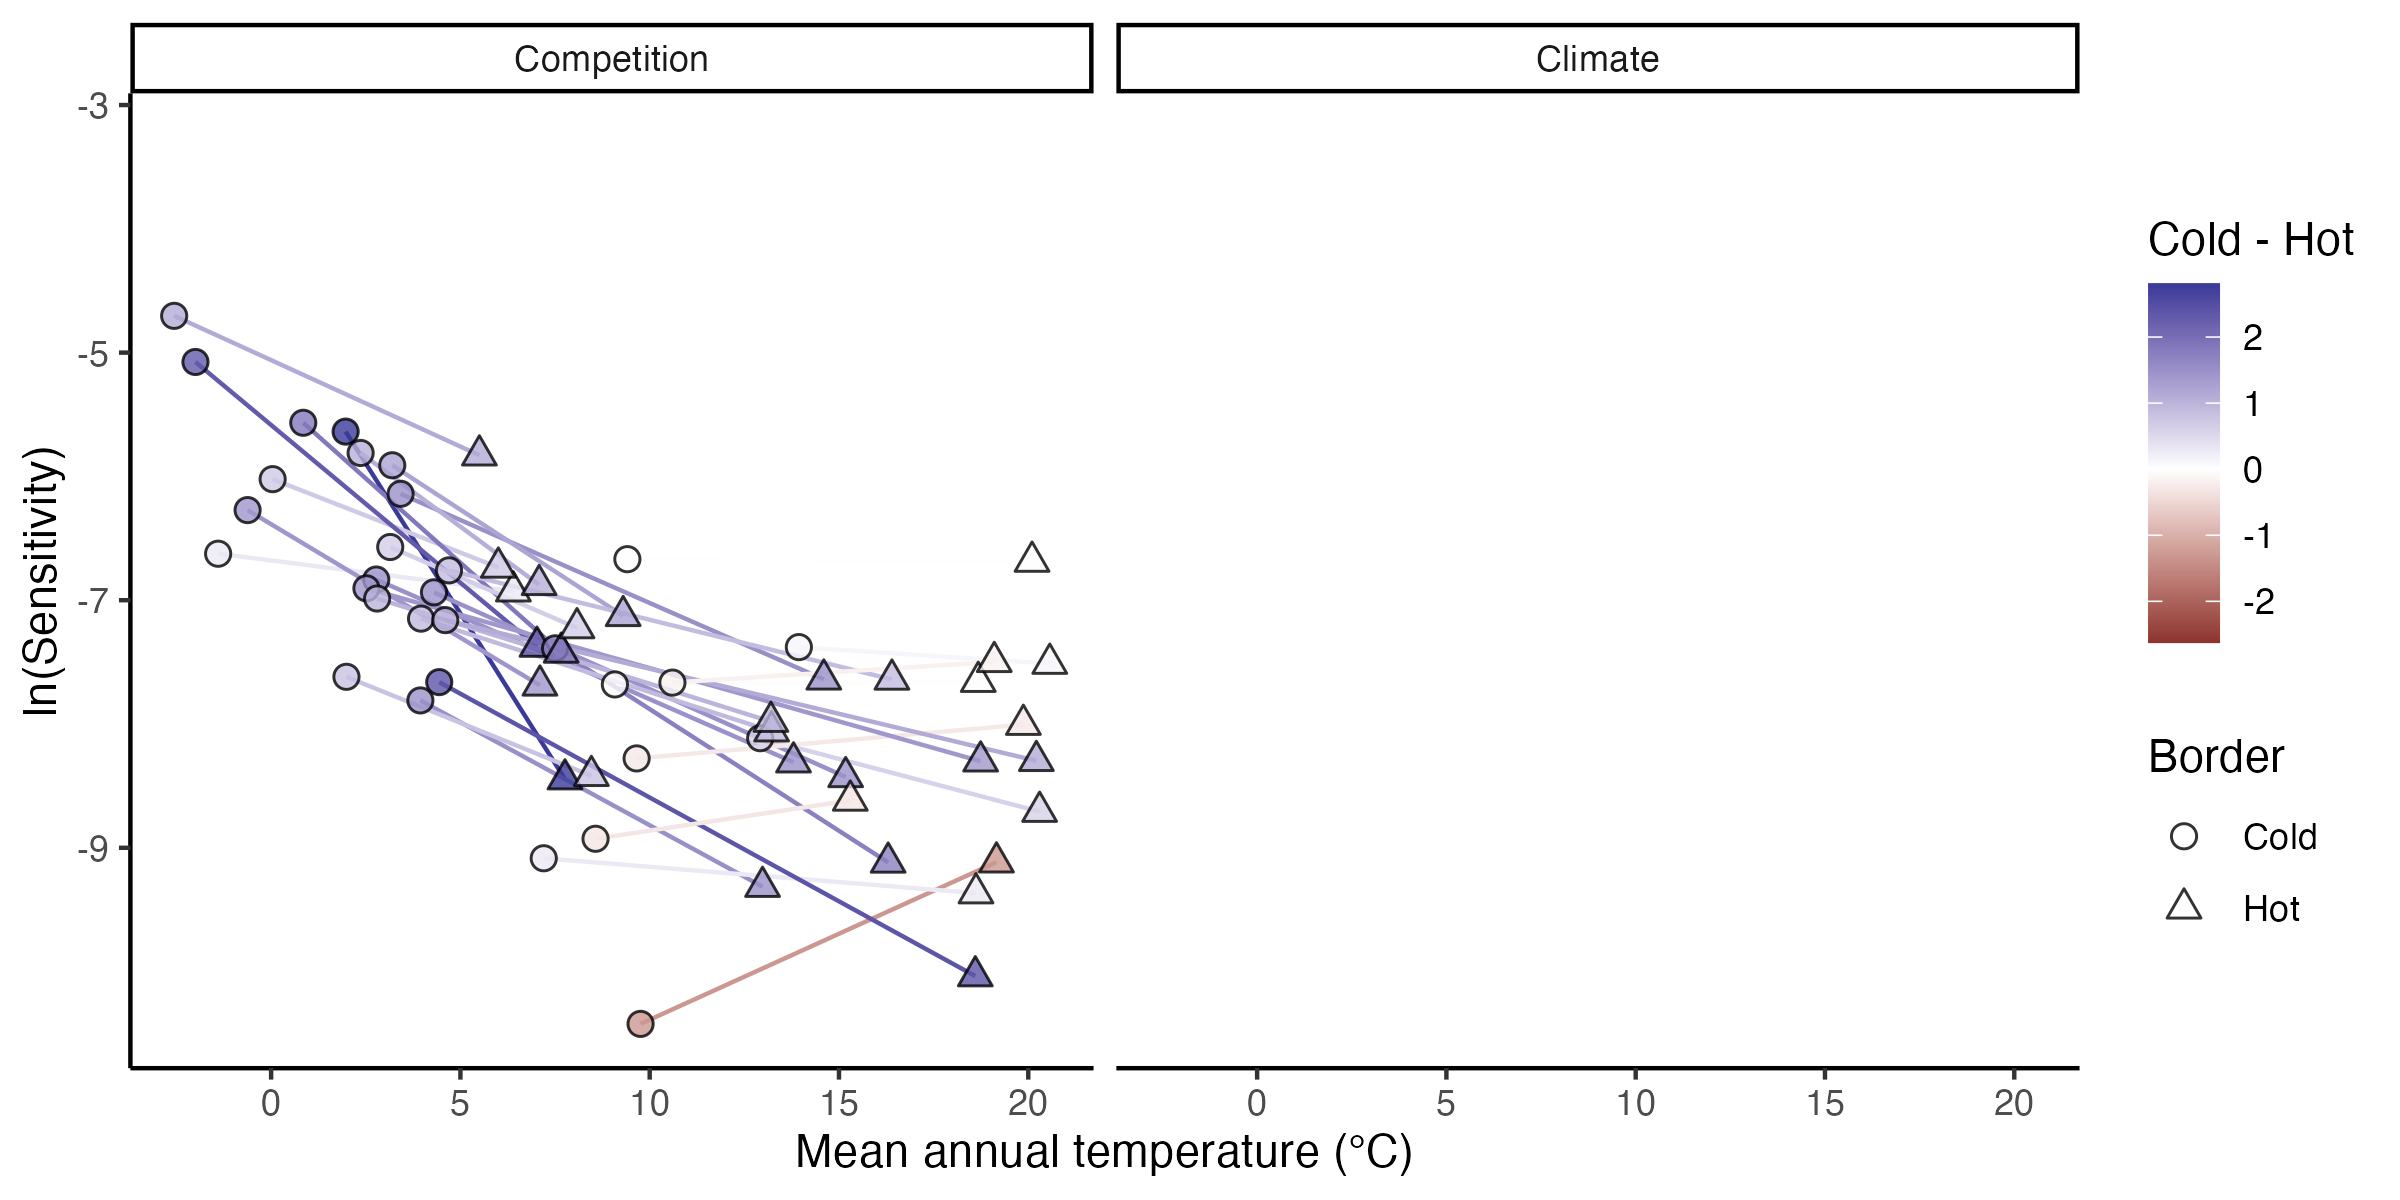 Competition
Climate
-3
-5
-7
-9
ln(Sensitivity)
0 5 10 15 20
0 5 10 15 20
Mean annual temperature (°C)
Cold - Hot
2
1
0
-1
-2
Border
Cold
Hot